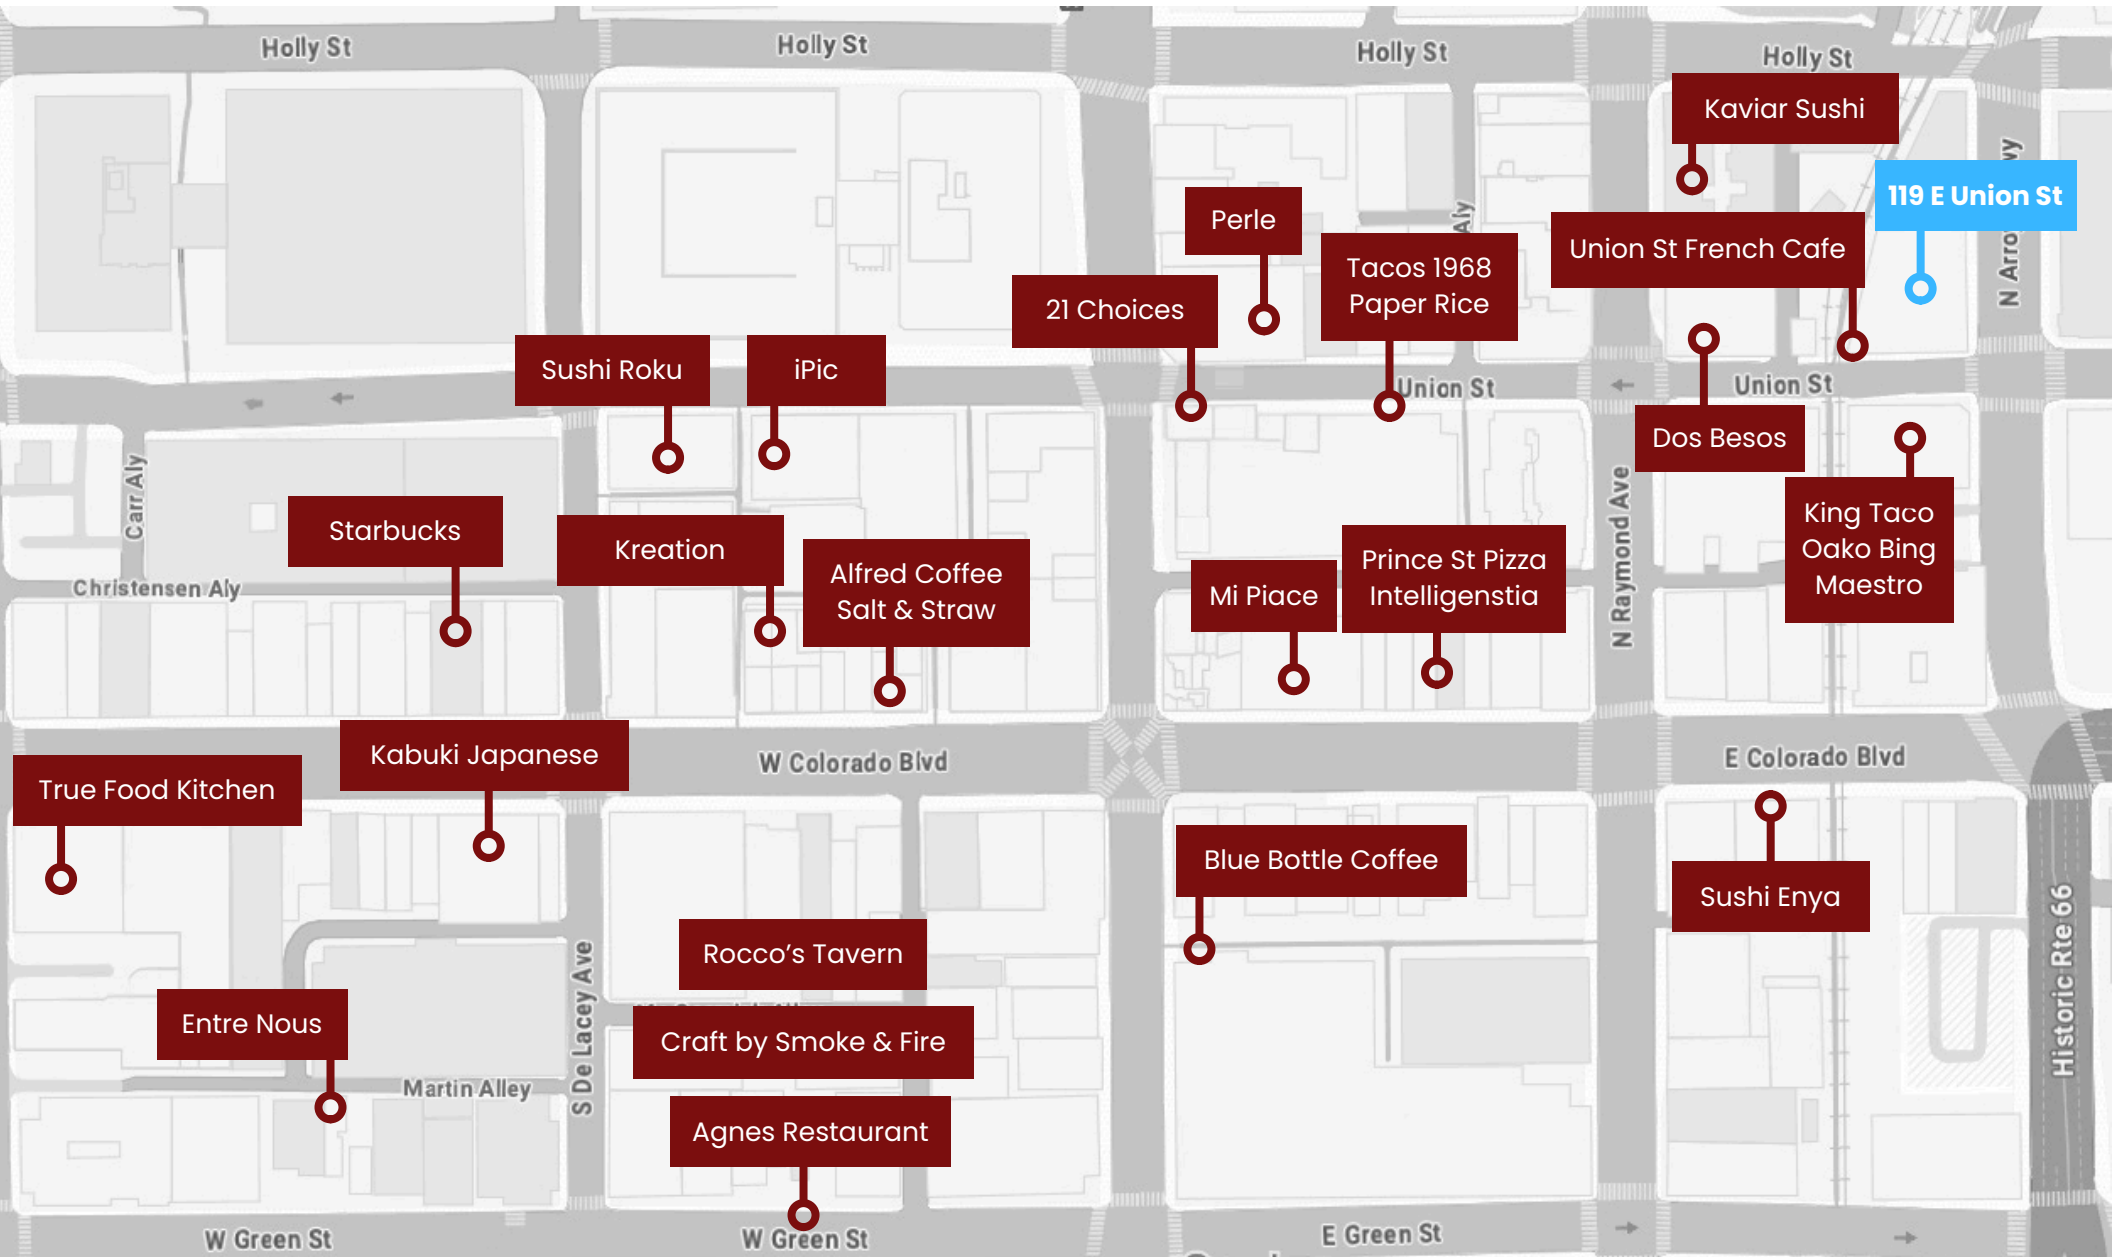 Holly St
Holly St
Holly St
Holly St
Kaviar Sushi
119 E Union St
Perle
Aly
Union St French Cafe
N Arro
wy
Tacos 1968
Paper Rice
21 Choices
Sushi Roku
iPic
Union St
Union St
Dos Besos
Carr Aly
N Raymond Ave
Starbucks
Kreation
Alfred Coffee
Salt & Straw
Mi Piace
Prince St Pizza
Intelligenstia
King Taco
Oako Bing
Maestro
Christensen Aly
Kabuki Japanese
W Colorado Blvd
E Colorado Blvd
True Food Kitchen
Blue Bottle Coffee
Sushi Enya
Historic Rte 66
S De Lacey Ave
Rocco's Tavern
Entre Nous
Craft by Smoke & Fire
Martin Alley
Agnes Restaurant
W Green St
W Green St
E Green St